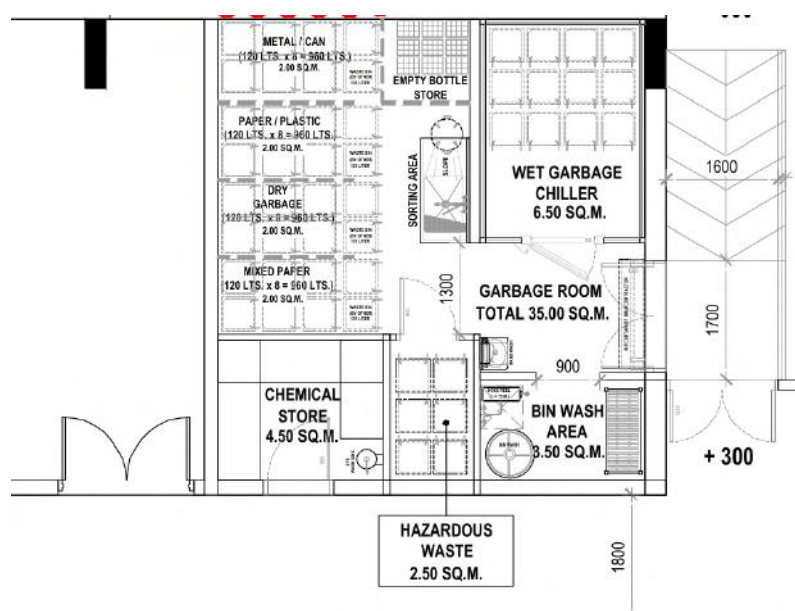 METAL / CAN
(120 LTS. x 8 = 960 LTS.)
2.00 SQ.M.
EMPTY BOTTLE
STORE
PAPER / PLASTIC
(120 LTS. x 8 = 960 LTS.)
2.00 SQ.M.
SORTING AREA
SLOPE
WET GARBAGE
CHILLER
6.50 SQ.M.
1600
DRY
GARBAGE
(120 LTS. x 8 = 960 LTS.)
2.00 SQ.M.
MIXED PAPER
(120 LTS. x 8 = 960 LTS.)
2.00 SQ.M.
1300
GARBAGE ROOM
TOTAL 35.00 SQ.M.
1700
900
CHEMICAL
STORE
4.50 SQ.M.
BIN WASH
AREA
3.50 SQ.M.
BIN WASH
+ 300
HAZARDOUS
WASTE
2.50 SQ.M.
1800